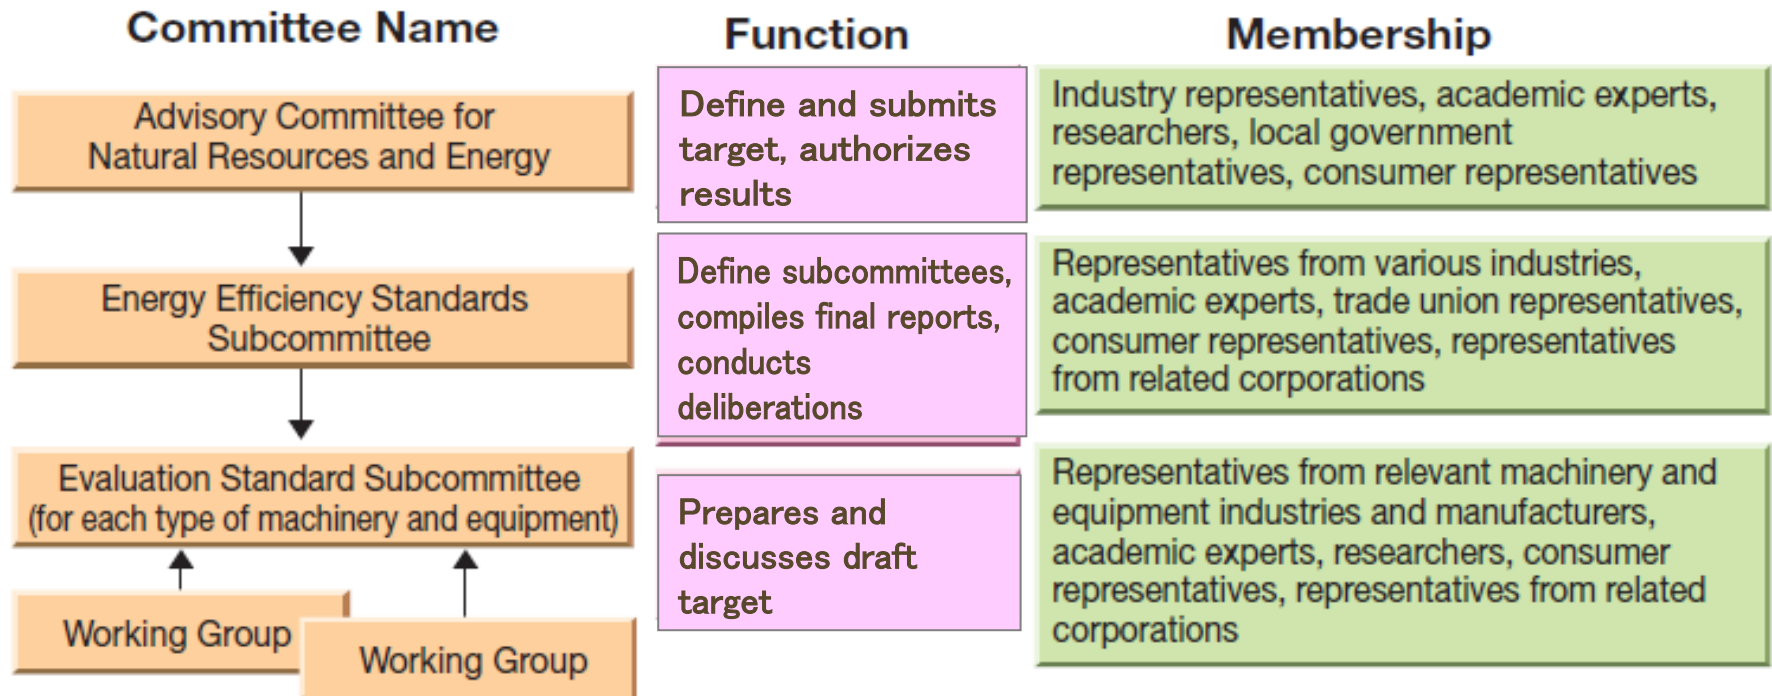 Committee Name
Function
Membership
Advisory Committee for
Natural Resources and Energy
Define and submits
target, authorizes
results
Industry representatives, academic experts,
researchers, local government
representatives, consumer representatives
Energy Efficiency Standards
Subcommittee
Define subcommittees,
compiles final reports,
conducts
deliberations
Representatives from various industries,
academic experts, trade union representatives,
consumer representatives, representatives
from related corporations
Evaluation Standard Subcommittee
(for each type of machinery and equipment)
Prepares and
discusses draft
target
Representatives from relevant machinery and
equipment industries and manufacturers,
academic experts, researchers, consumer
representatives, representatives from related
corporations
Working Group
Working Group